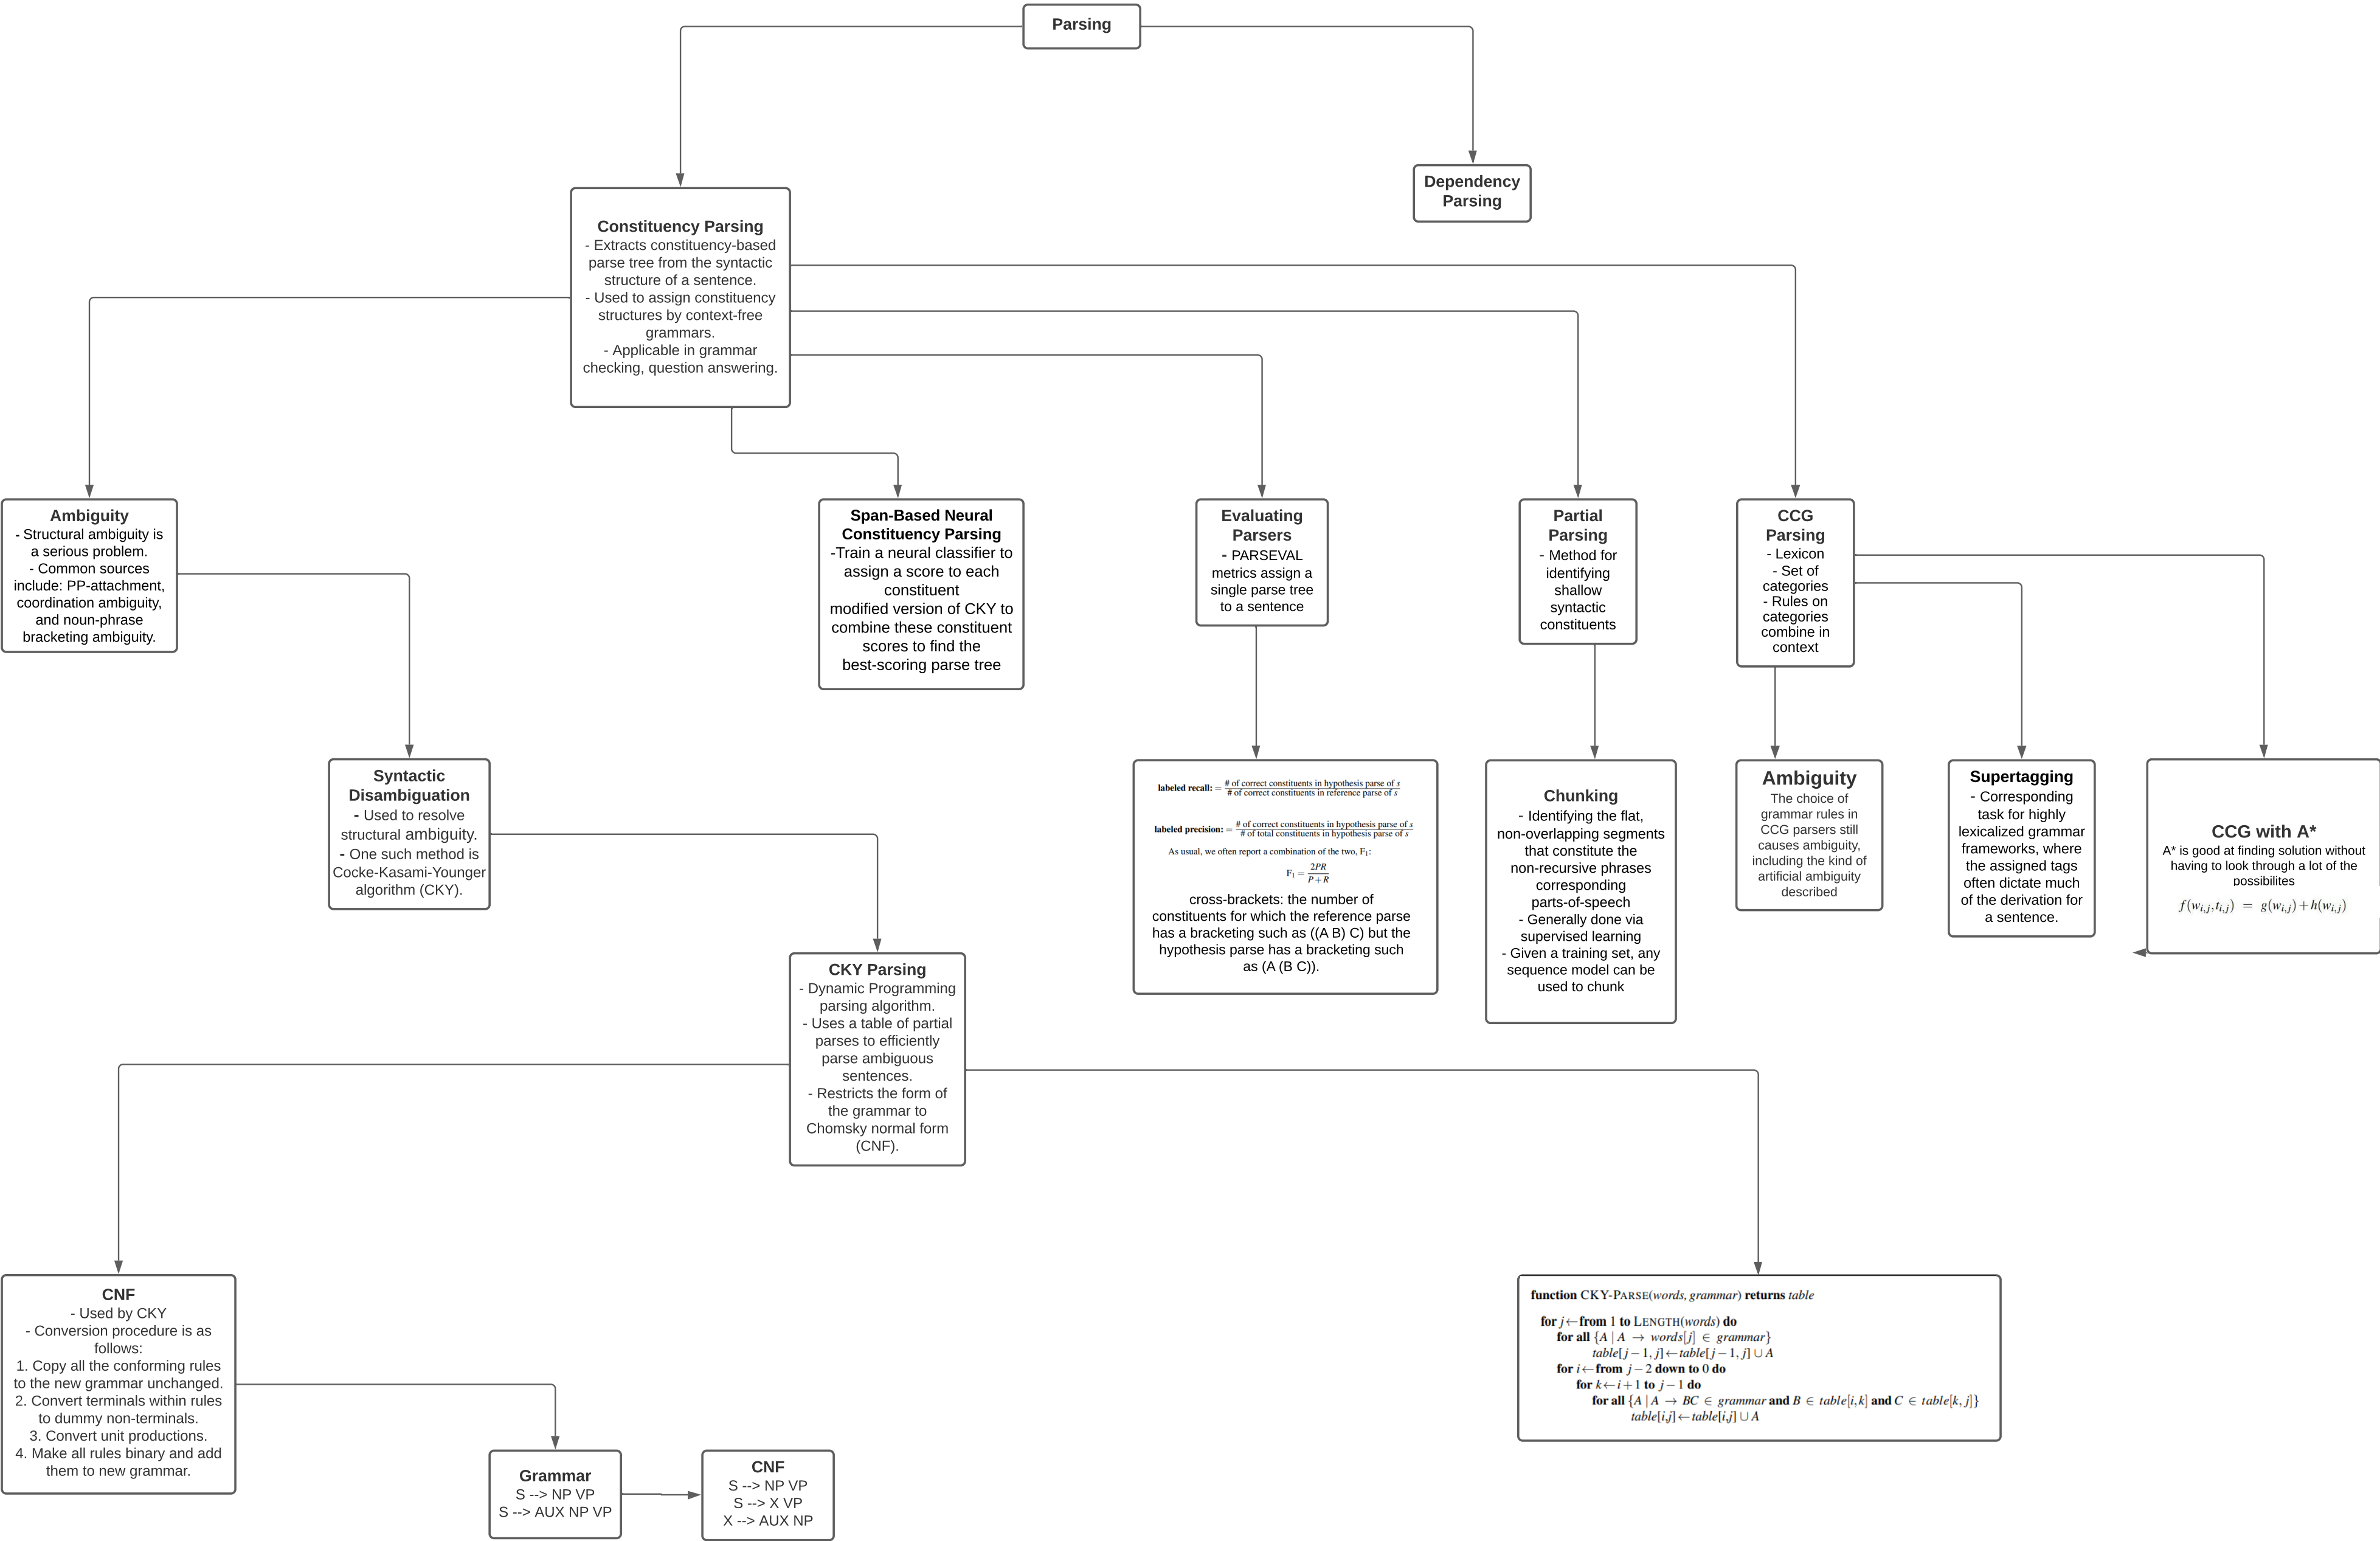 Parsing
Dependency
Parsing
Constituency Parsing
- Extracts constituency-based
parse tree from the syntactic
structure of a sentence.
- Used to assign constituency
structures by context-free
grammars.
- Applicable in grammar
checking, question answering.
Ambiguity
- Structural ambiguity is
a serious problem.
- Common sources
include: PP-attachment,
coordination ambiguity,
and noun-phrase
bracketing ambiguity.
Span-Based Neural
Constituency Parsing
-Train a neural classifier to
assign a score to each
constituent
modified version of CKY to
combine these constituent
scores to find the
best-scoring parse tree
Evaluating
Parsers
- PARSEVAL
metrics assign a
single parse tree
to a sentence
Partial
Parsing
- Method for
identifying
shallow
syntactic
constituents
CCG
Parsing
- Lexicon
- Set of
categories
- Rules on
categories
combine in
context
Syntactic
Disambiguation
- Used to resolve
structural ambiguity.
- One such method is
Cocke-Kasami-Younger
algorithm (CKY).
labeled recall: = # of correct constituents in hypothesis parse of s
# of correct constituents in reference parse of s
labeled precision: = # of correct constituents in hypothesis parse of s
# of total constituents in hypothesis parse of s
As usual, we often report a combination of the two, F₁:
F₁ = 2PR
P + R
cross-brackets: the number of
constituents for which the reference parse
has a bracketing such as ((A B) C) but the
hypothesis parse has a bracketing such
as (A (B C)).
Chunking
- Identifying the flat,
non-overlapping segments
that constitute the
non-recursive phrases
corresponding
parts-of-speech
- Generally done via
supervised learning
- Given a training set, any
sequence model can be
used to chunk
Ambiguity
The choice of
grammar rules in
CCG parsers still
causes ambiguity,
including the kind of
artificial ambiguity
described
Supertagging
- Corresponding
task for highly
lexicalized grammar
frameworks, where
the assigned tags
often dictate much
of the derivation for
a sentence.
CCG with A*
A* is good at finding solution without
having to look through a lot of the
possibilites
f(w_{i,j}, t_{i,j}) = g(w_{i,j}) + h(w_{i,j})
CKY Parsing
- Dynamic Programming
parsing algorithm.
- Uses a table of partial
parses to efficiently
parse ambiguous
sentences.
- Restricts the form of
the grammar to
Chomsky normal form
(CNF).
CNF
- Used by CKY
- Conversion procedure is as
follows:
1. Copy all the conforming rules
to the new grammar unchanged.
2. Convert terminals within rules
to dummy non-terminals.
3. Convert unit productions.
4. Make all rules binary and add
them to new grammar.
Grammar
S --> NP VP
S --> AUX NP VP
CNF
S --> NP VP
S --> X VP
X --> AUX NP
function CKY-PARSE(words, grammar) returns table
for j ← from 1 to LENGTH(words) do
for all {A | A → words[j] ∈ grammar}
table[j − 1, j] ← table[j − 1, j] ∪ A
for i ← from j − 2 down to 0 do
for k ← i + 1 to j − 1 do
for all {A | A → BC ∈ grammar and B ∈ table[i, k] and C ∈ table[k, j]}
table[i,j] ← table[i,j] ∪ A